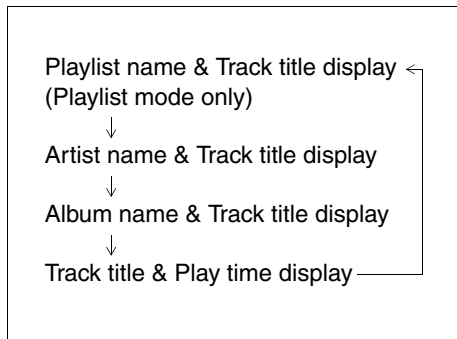 Playlist name & Track title display
(Playlist mode only)
Artist name & Track title display
Album name & Track title display
Track title & Play time display